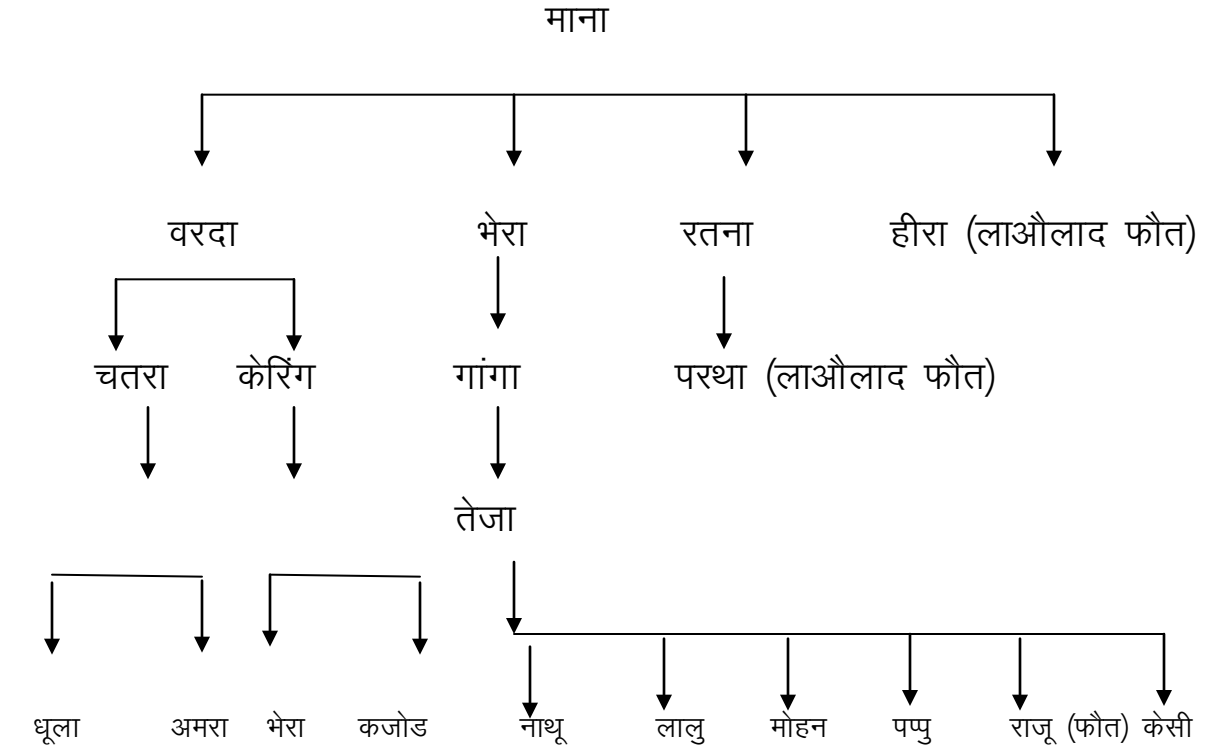 माना
वरदा भेरा रतना हीरा (लाऔलाद फौत)
चतरा केरिंग गांगा परथा (लाऔलाद फौत)
तेजा
धूला अमरा भेरा कजोड नाथू लालु मोहन पप्पु राजू (फौत) केसी